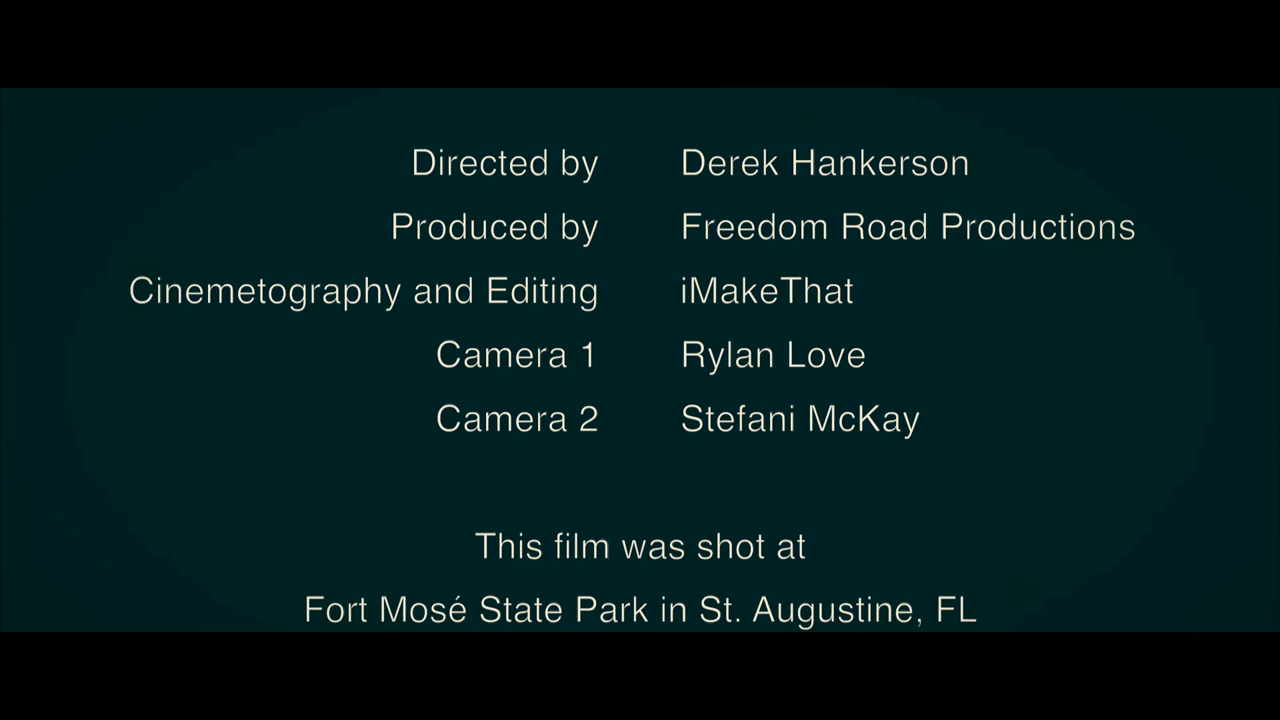 Directed by Derek Hankerson
Produced by Freedom Road Productions
Cinemetography and Editing iMakeThat
Camera 1 Rylan Love
Camera 2 Stefani McKay
This film was shot at
Fort Mosé State Park in St. Augustine, FL